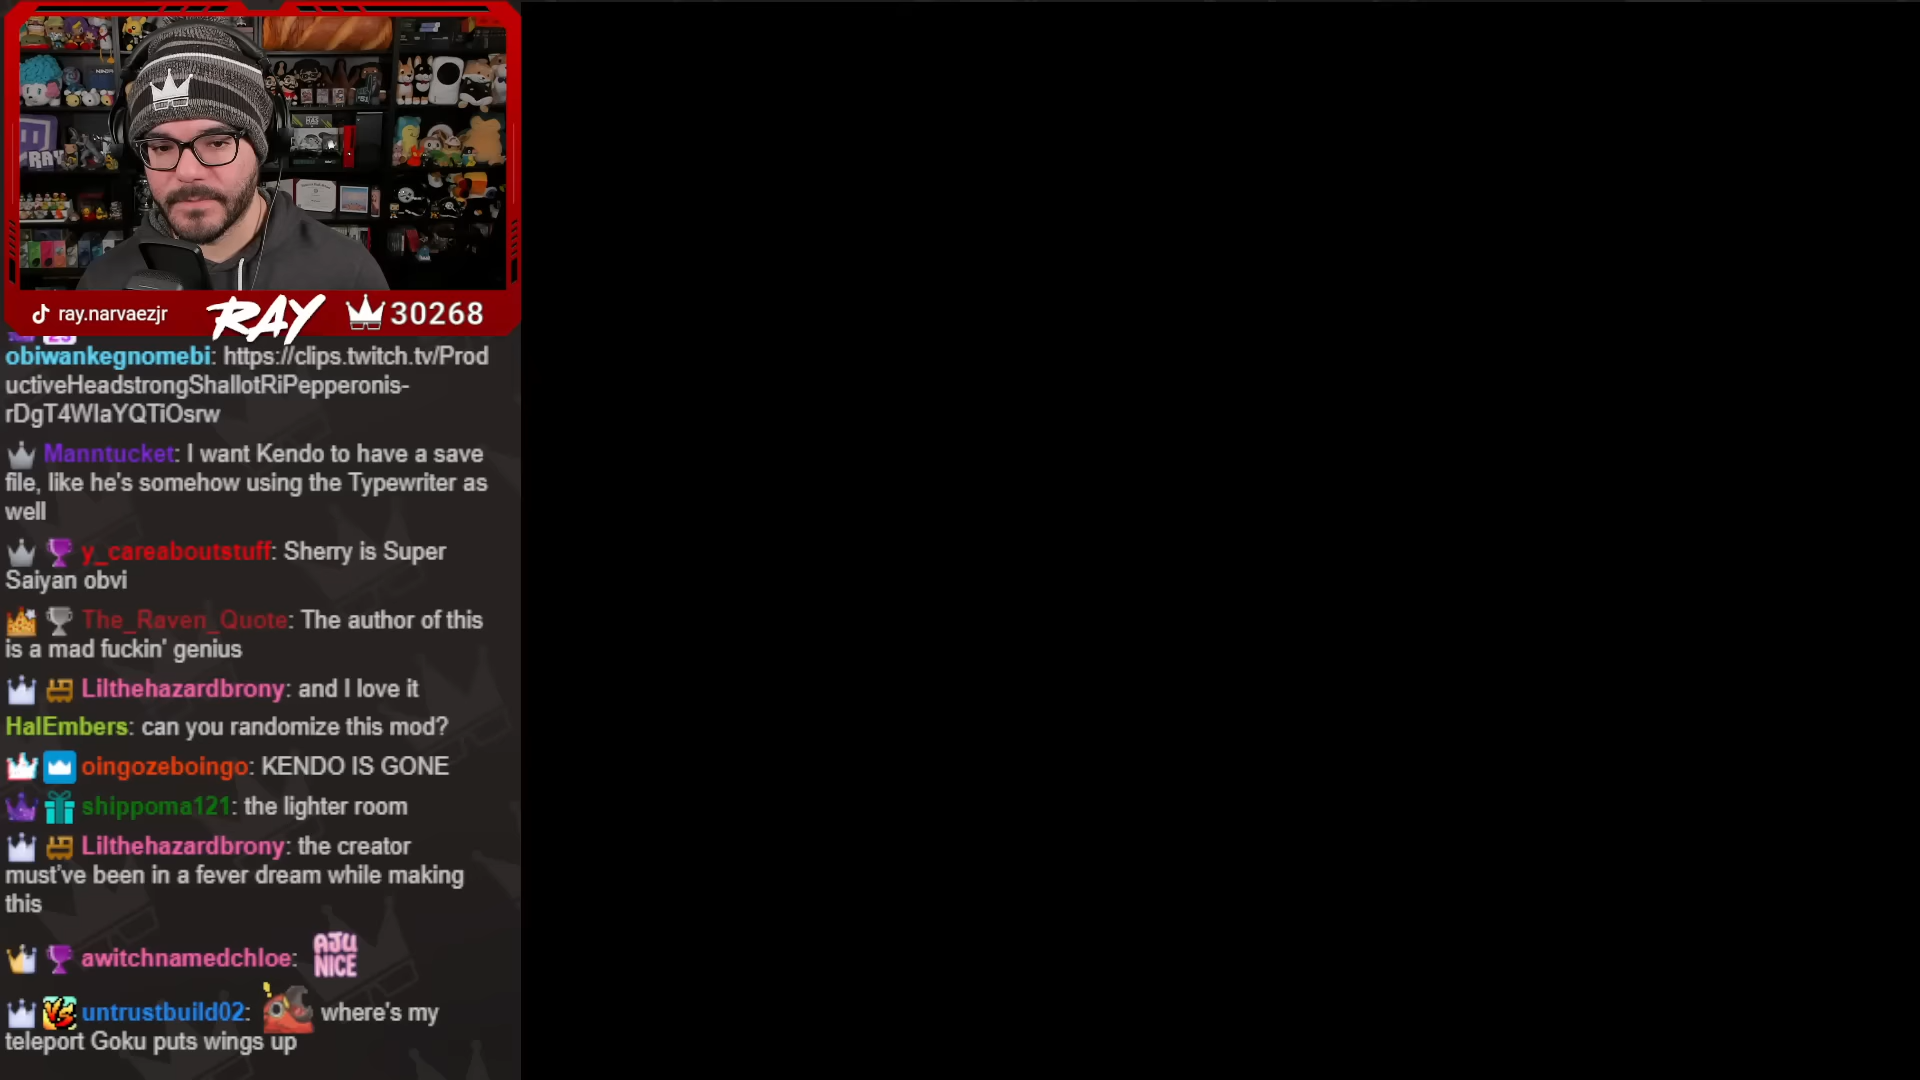 RAY
ray.narvaezjr RAY 30268
obiwankegnomebi: https://clips.twitch.tv/Prod
uctiveHeadstrongShallotRiPepperonis-
rDgT4WIaYQTiOsrw
Manntucket: I want Kendo to have a save
file, like he's somehow using the Typewriter as
well
y_careaboutstuff: Sherry is Super
Saiyan obvi
The_Raven_Quote: The author of this
is a mad fuckin' genius
Lilthehazardbrony: and I love it
HalEmbers: can you randomize this mod?
oingozeboingo: KENDO IS GONE
shippoma121: the lighter room
Lilthehazardbrony: the creator
must've been in a fever dream while making
this
awitchnamedchloe: AJU
NICE
untrustbuild02: where's my
teleport Goku puts wings up